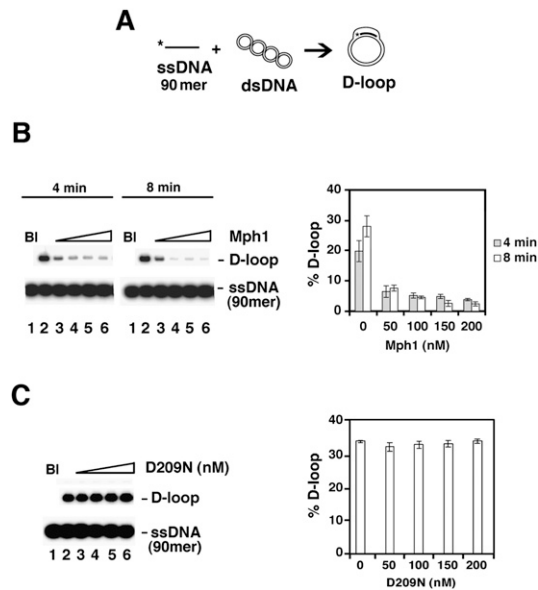 A
* + 
ssDNA
90 mer
dsDNA
D-loop
B
4 min 8 min
Bl Bl Mph1
- D-loop
- ssDNA
(90mer)
1 2 3 4 5 6 1 2 3 4 5 6
40
30
20
10
0
% D-loop
4 min
8 min
0 50 100 150 200
Mph1 (nM)
C
Bl D209N (nM)
- D-loop
- ssDNA
(90mer)
1 2 3 4 5 6
40
30
20
10
0
% D-loop
0 50 100 150 200
D209N (nM)